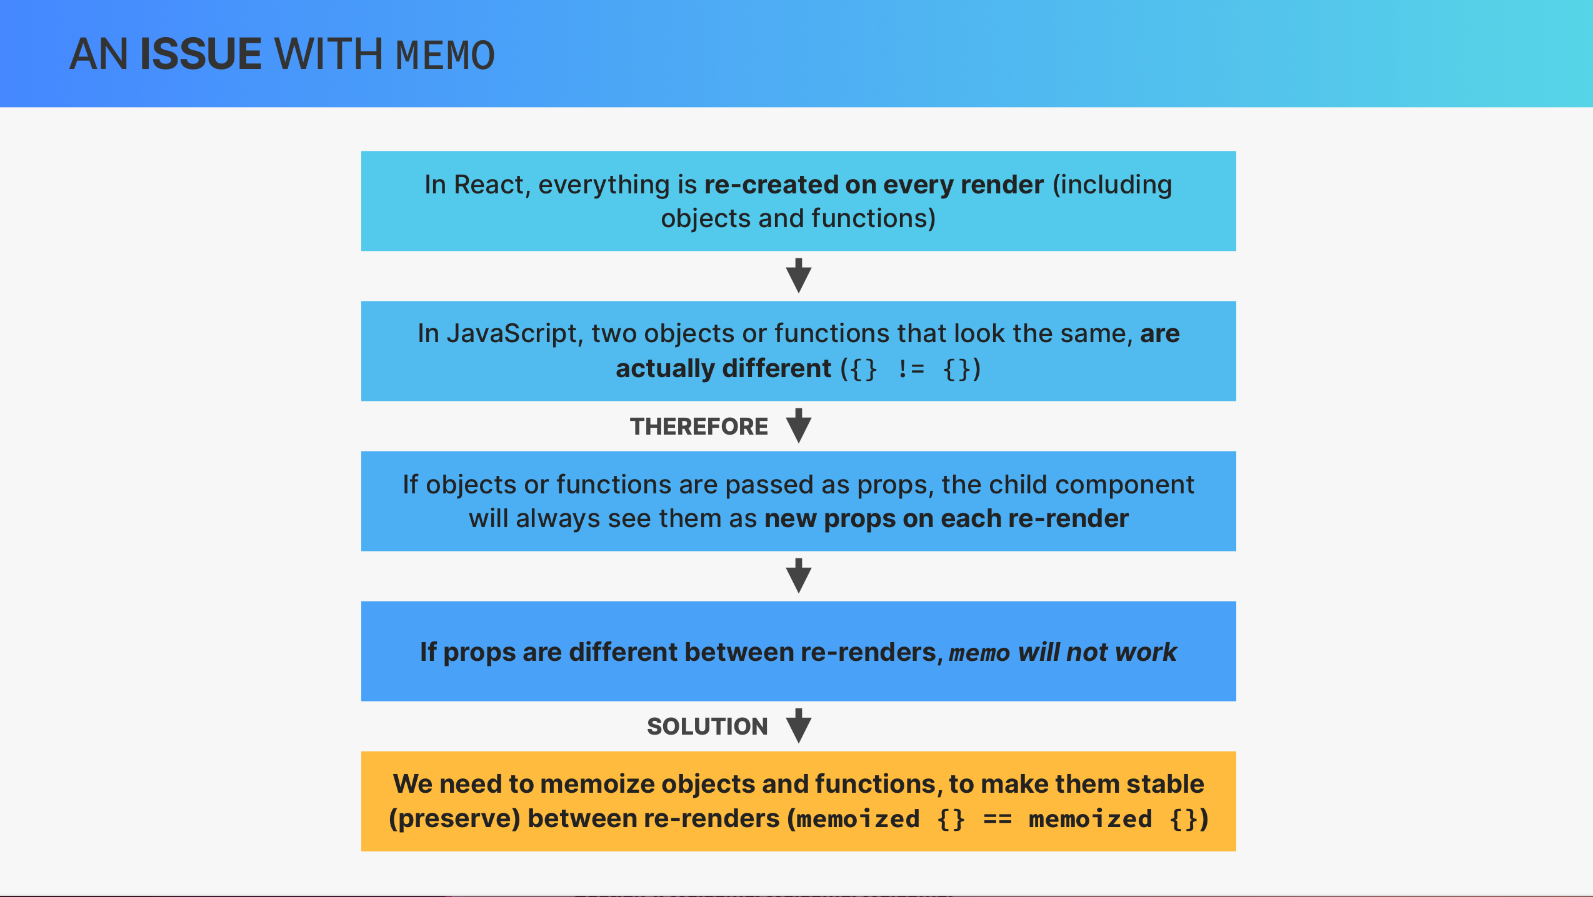 AN ISSUE WITH MEMO
In React, everything is re-created on every render (including
objects and functions)
In JavaScript, two objects or functions that look the same, are
actually different ({} != {})
THEREFORE
If objects or functions are passed as props, the child component
will always see them as new props on each re-render
If props are different between re-renders, memo will not work
SOLUTION
We need to memoize objects and functions, to make them stable
(preserve) between re-renders (memoized {} == memoized {})